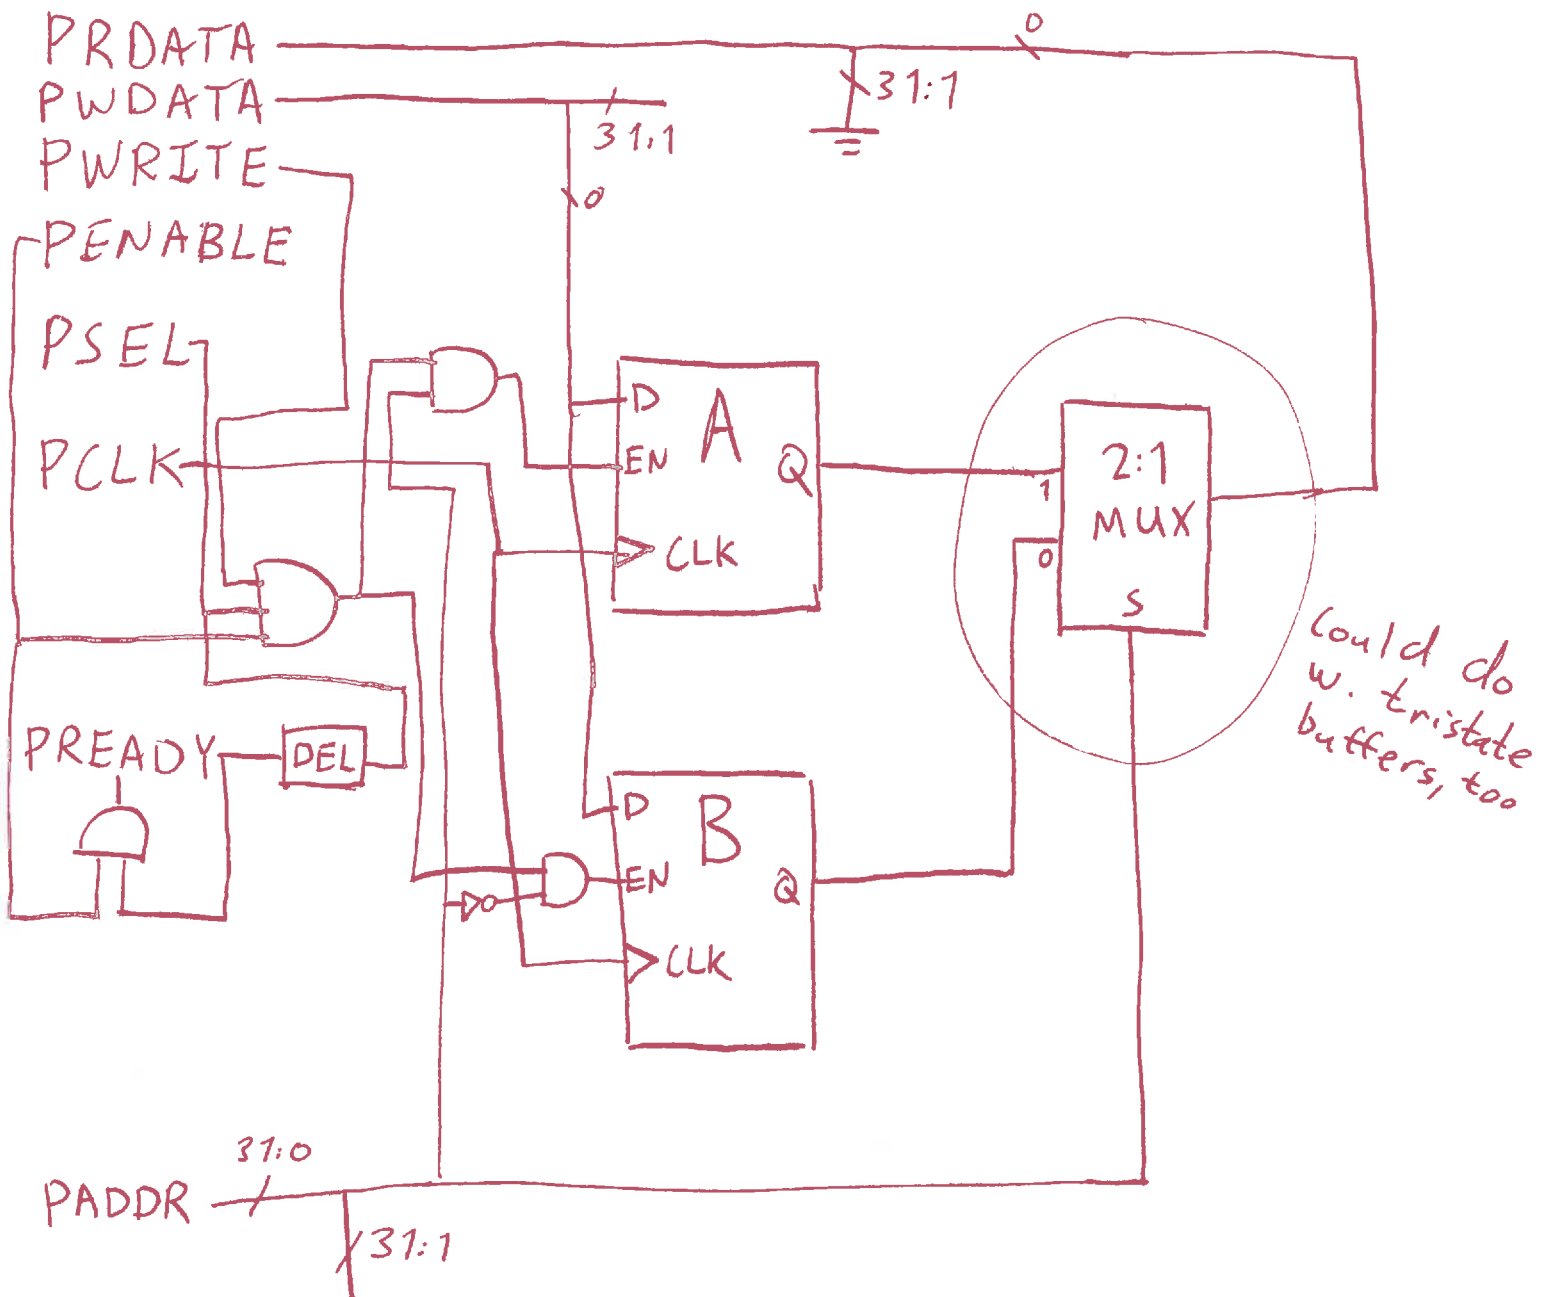 PRDATA
0
31:1
PWDATA
31:1
PWRITE
0
PENABLE
PSEL
D
A
EN
Q
CLK
PCLK
2:1
MUX
1
0
S
Could do
w. tristate
buffers, too
PREADY
DEL
D
B
EN
Q
CLK
31:0
PADDR
31:1